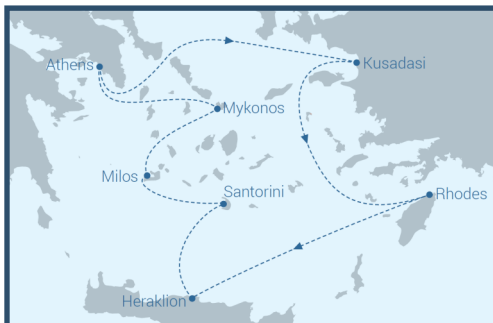 Athens
Kusadasi
Mykonos
Milos
Santorini
Rhodes
Heraklion